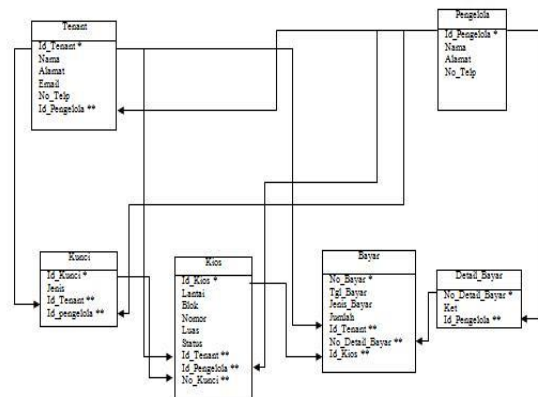 Tenant
Id_Tenant *
Nama
Alamat
Email
No_Telp
Id_Pengelola **
Pengelola
Id_Pengelola *
Nama
Alamat
No_Telp
Kunci
Id_Kunci *
Jenis
Id_Tenant **
Id_pengelola **
Kios
Id_Kios *
Lantai
Blok
Nomor
Luas
Status
Id_Tenant **
Id_Pengelola **
No_Kunci **
Bayar
No_Bayar *
Tgl_Bayar
Jenis_Bayar
Jumlah
Id_Tenant **
No_Detail_Bayar **
Id_Kios **
Detail_Bayar
No_Detail_Bayar *
Ket
Id_Pengelola **